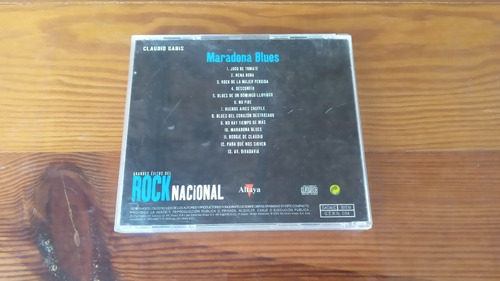 CLAUDIO GABIS
Maradona Blues
1. JUGO DE TOMATE
2. NENA BOBA
3. ROCK DE LA MUJER PERDIDA
4. DESCONFÍO
5. BLUES DE UN DOMINGO LLUVIOSO
6. NO PIBE
7. BUENOS AIRES SHUFFLE
8. BLUES DEL CORAZÓN DESTROZADO
9. NO HAY TIEMPO DE MÁS
10. MARADONA BLUES
11. BOOGIE DE CLAUDIO
12. PARA QUÉ NOS SIRVEN
13. AY, RIVADAVIA
GRANDES ÉXITOS DEL
ROCK NACIONAL
Altaya